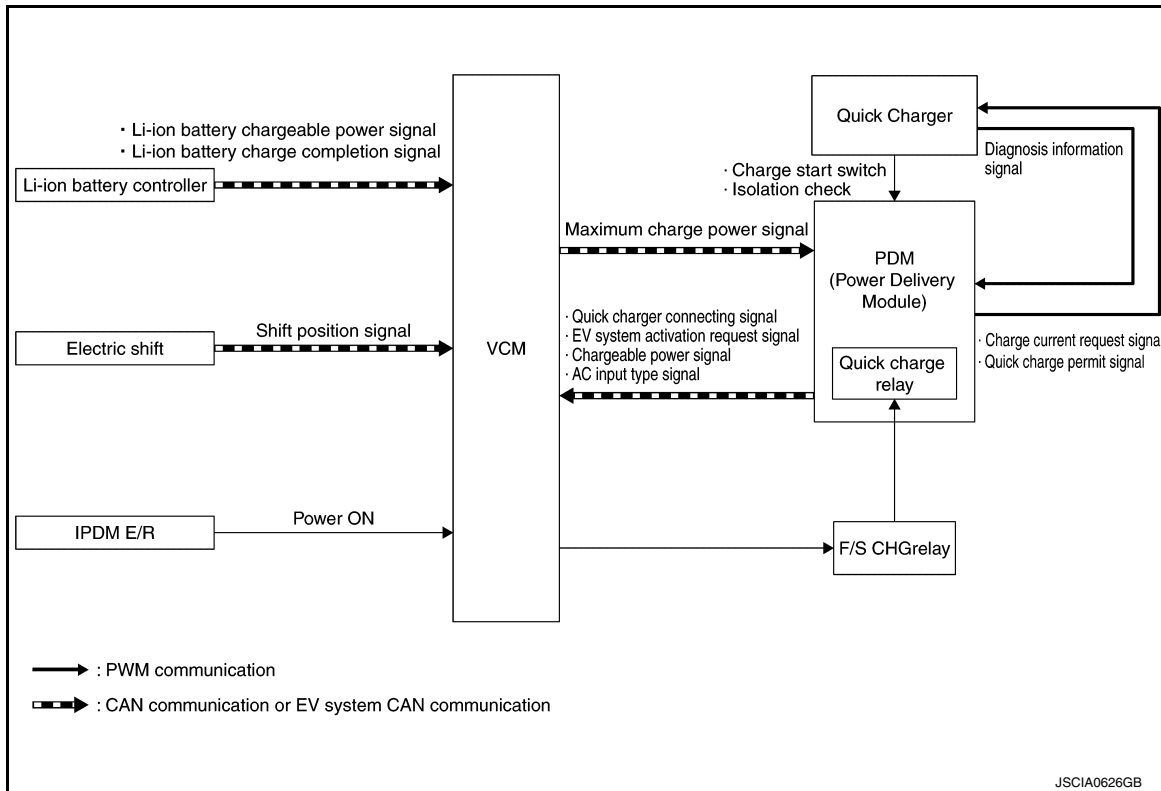 · Li-ion battery chargeable power signal
· Li-ion battery charge completion signal
Li-ion battery controller
Shift position signal
Electric shift
Power ON
IPDM E/R
VCM
Quick Charger
Diagnosis information
signal
· Charge start switch
· Isolation check
Maximum charge power signal
PDM
(Power Delivery
Module)
· Quick charger connecting signal
· EV system activation request signal
· Chargeable power signal
· AC input type signal
Quick charge
relay
· Charge current request signa
· Quick charge permit signal
F/S CHGrelay
: PWM communication
: CAN communication or EV system CAN communication
JSCIA0626GB